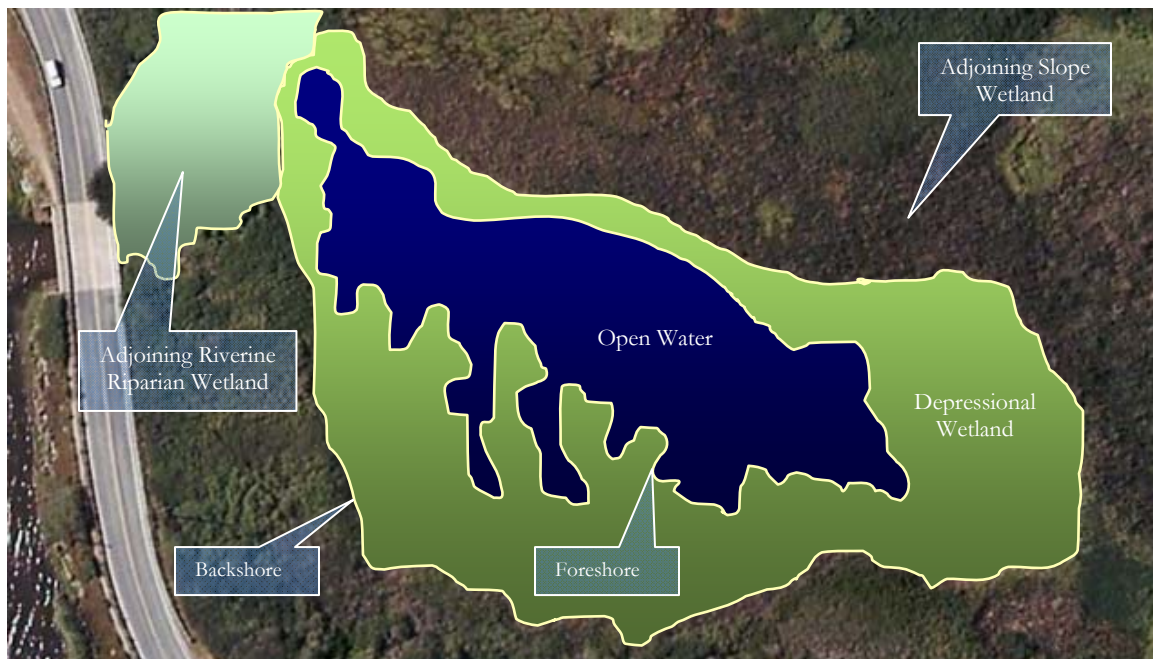 Adjoining Slope
Wetland
Open Water
Adjoining Riverine
Riparian Wetland
Depressional
Wetland
Backshore
Foreshore